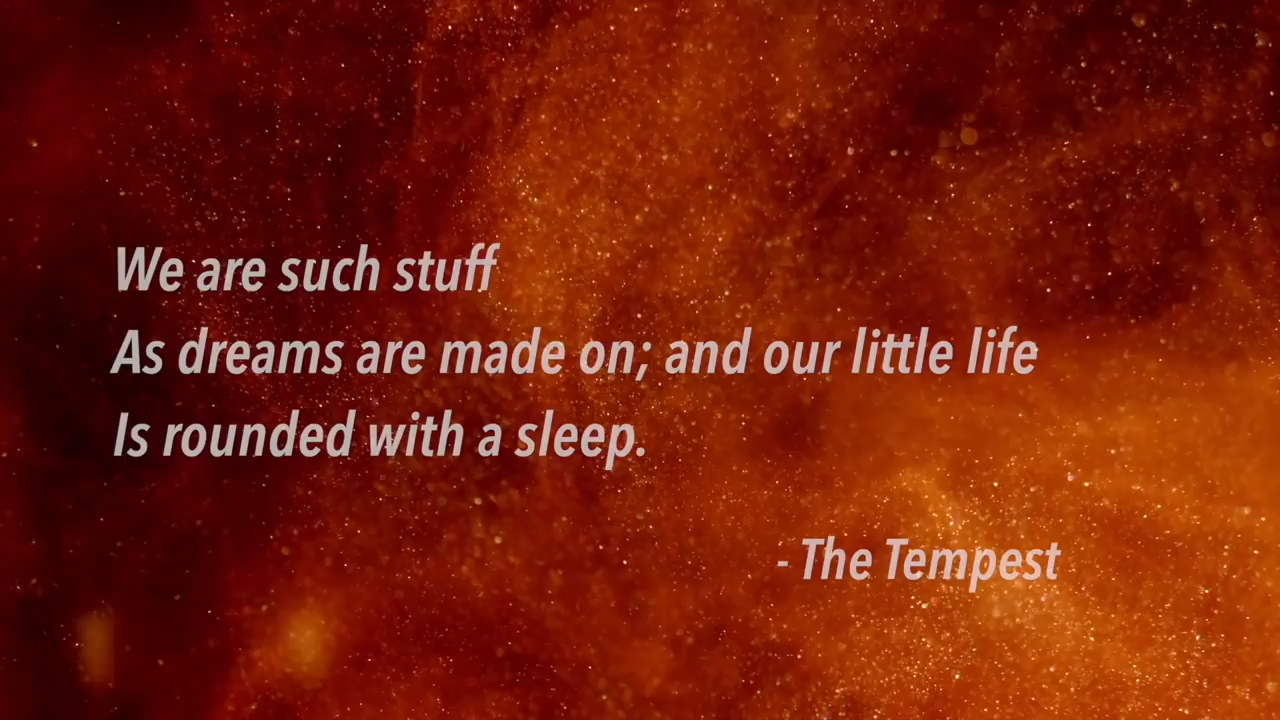 We are such stuff
As dreams are made on; and our little life
Is rounded with a sleep.
- The Tempest